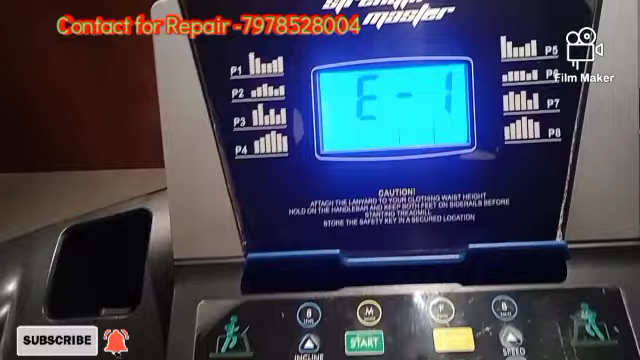 Contact for Repair -7978528004
strength
master
Film Maker
P1
P2
P3
P4
P5
P6
P7
P8
E-1
CAUTION!
ATTACH THE LANYARD TO YOUR CLOTHING WAIST HEIGHT
HOLD ON THE HANDLEBAR AND KEEP BOTH FEET ON SIDERAILS BEFORE
STARTING TREADMILL
STORE THE SAFETY KEY IN A SECURED LOCATION
M
P
START
INCLINE
SPEED
SUBSCRIBE